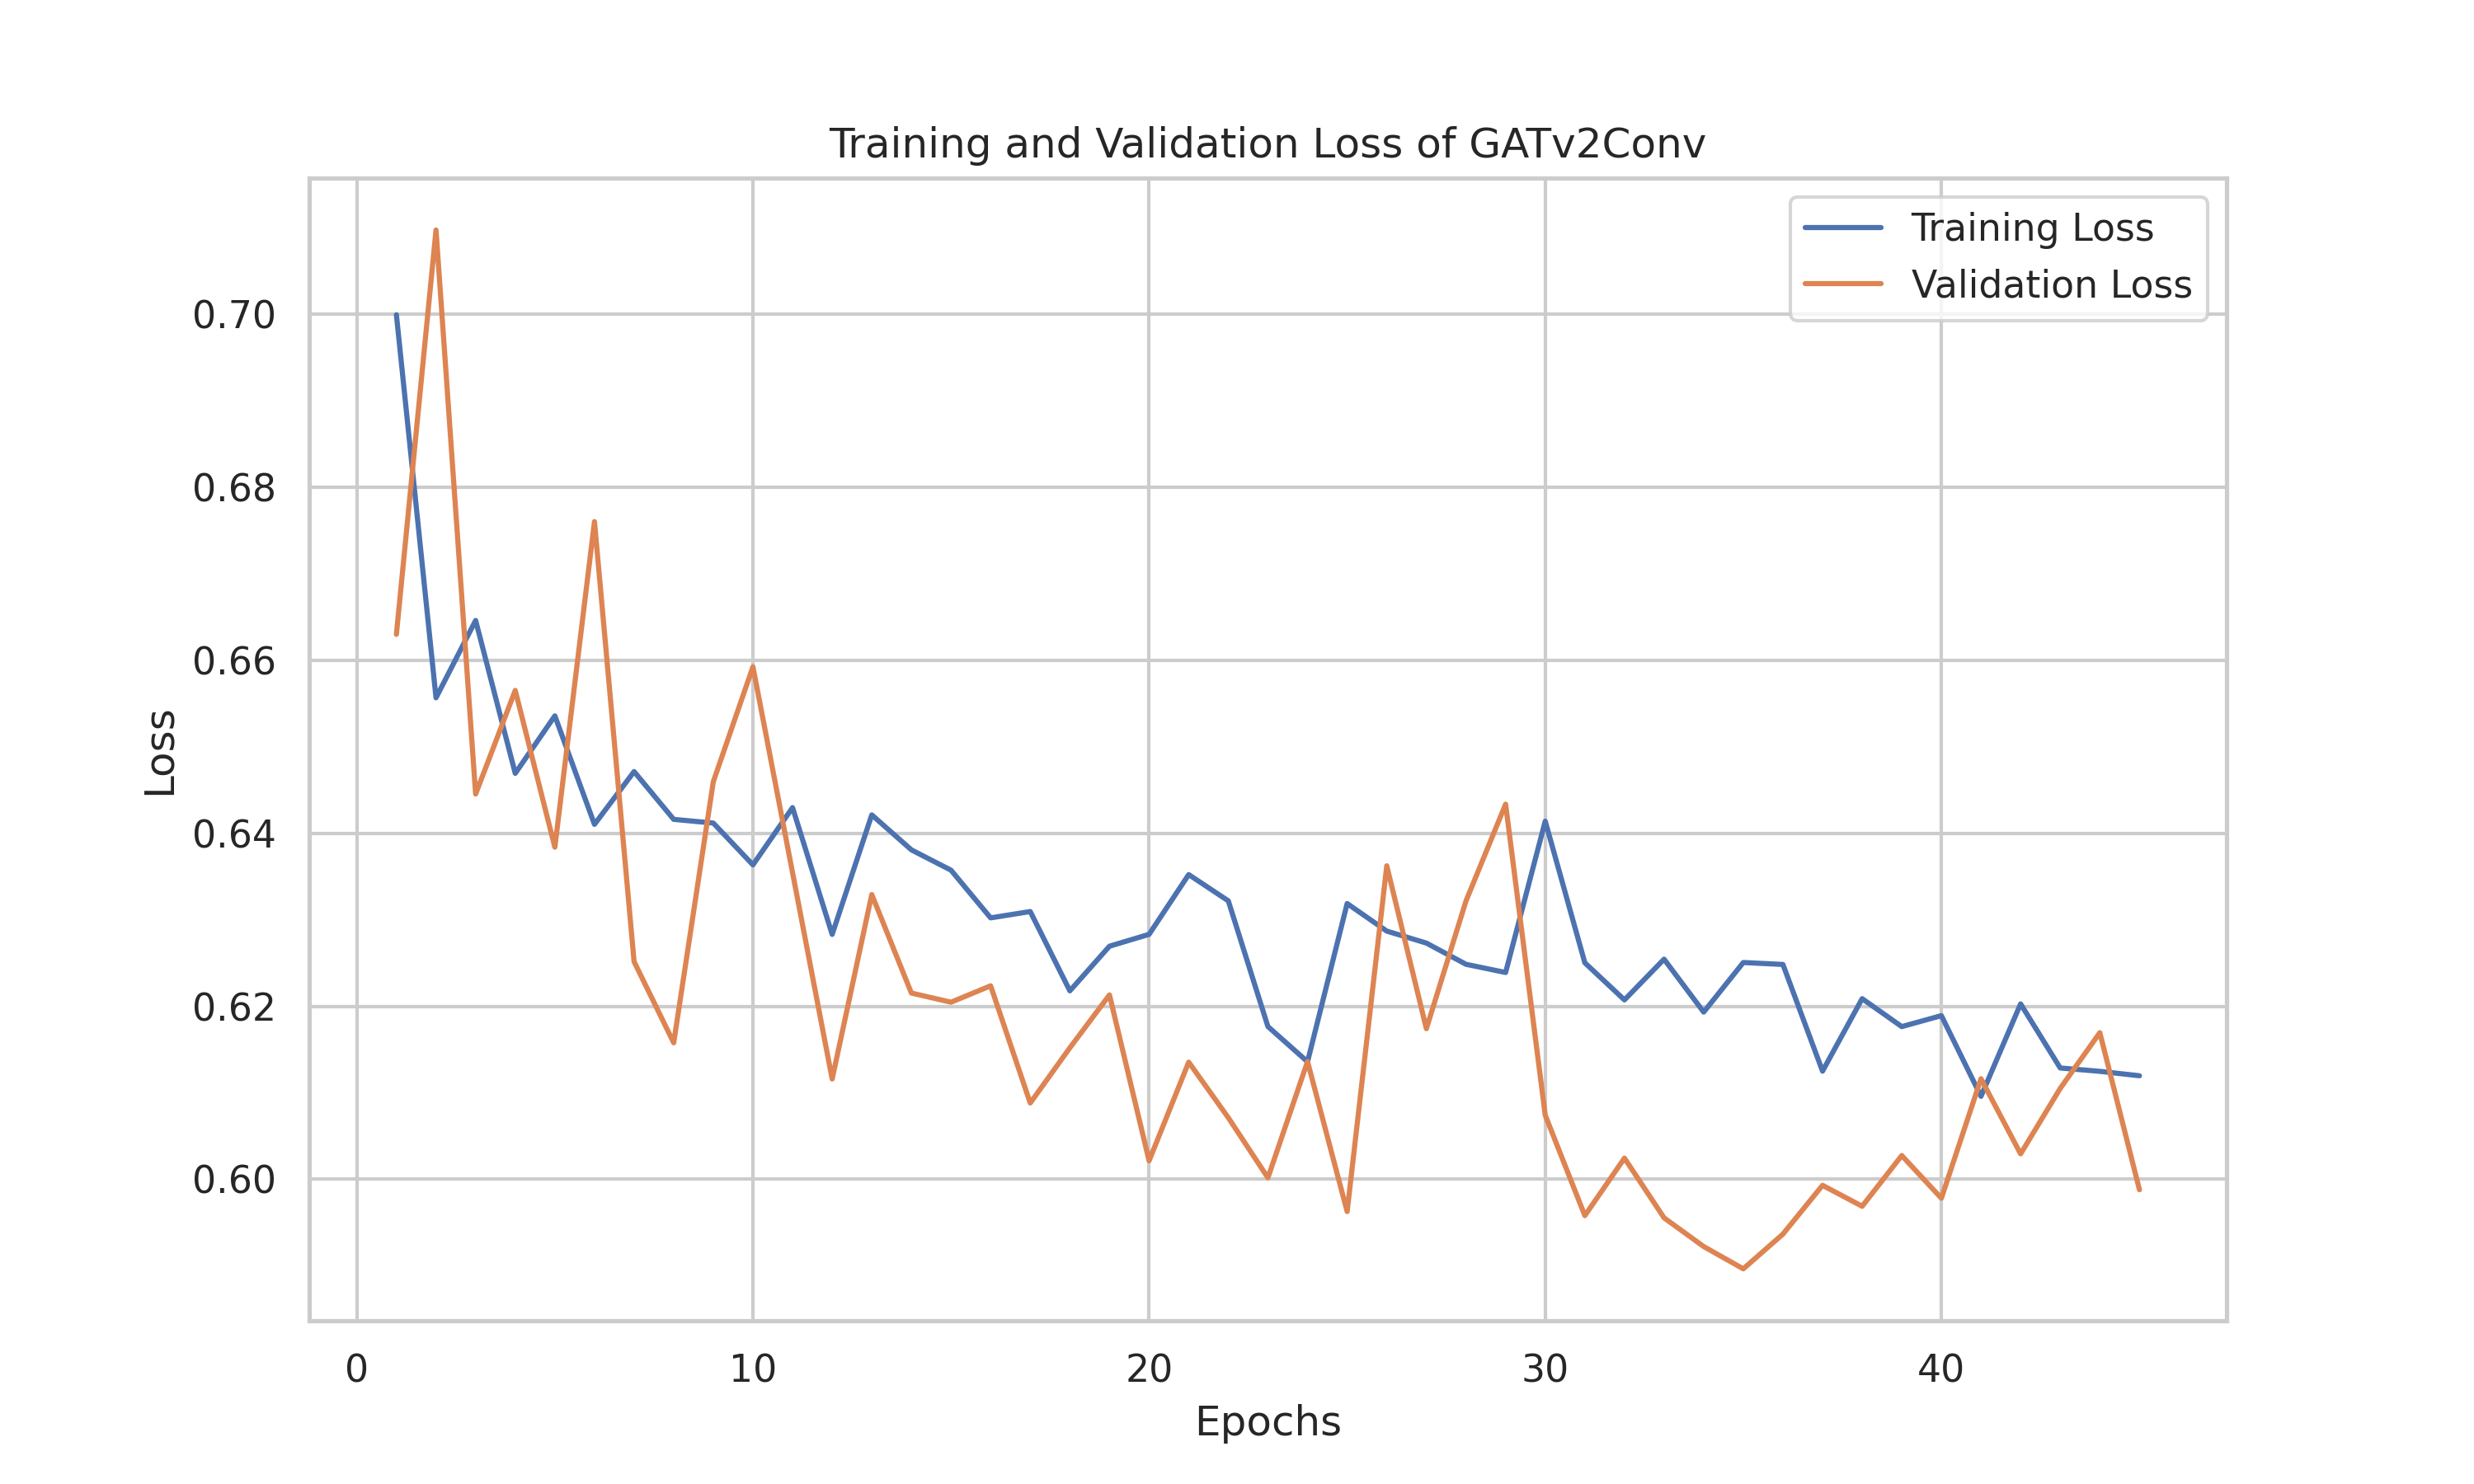 Training and Validation Loss of GATv2Conv
Training Loss
Validation Loss
0.70
0.68
0.66
0.64
0.62
0.60
Loss
0 10 20 30 40
Epochs